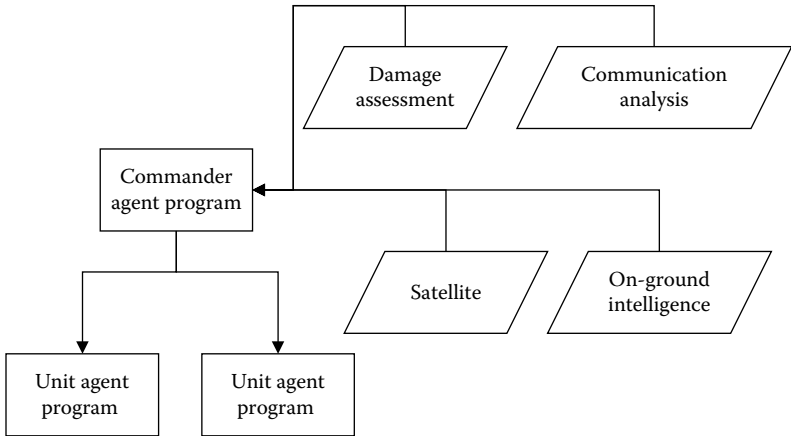 Damage
assessment
Communication
analysis
Commander
agent program
Satellite
On-ground
intelligence
Unit agent
program
Unit agent
program